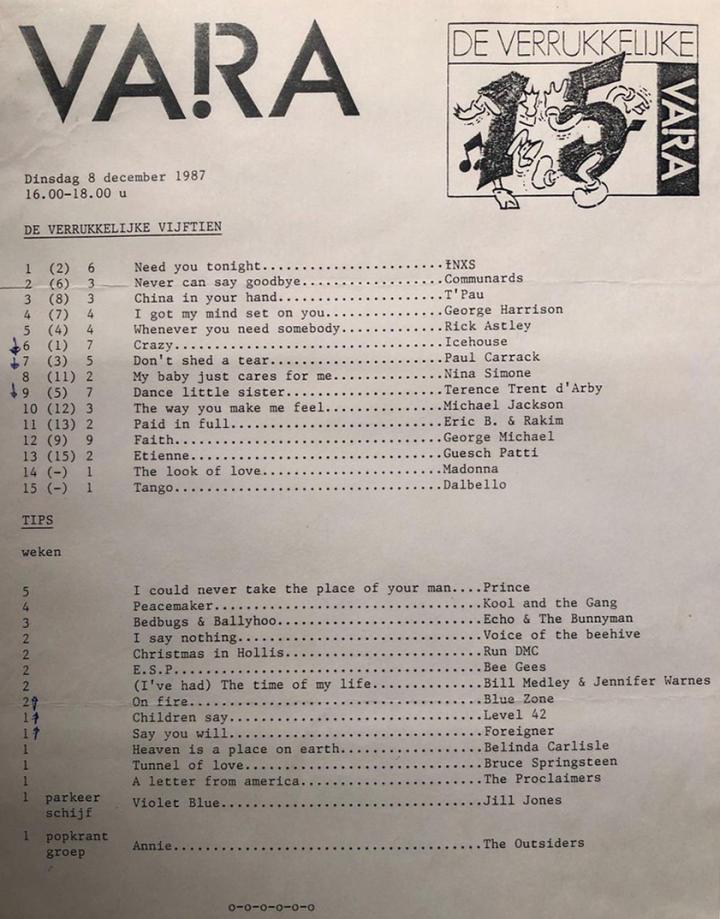 VARA
DE VERRUKKELIJKE
15
VARA
Dinsdag 8 december 1987
16.00-18.00 u
DE VERRUKKELIJKE VIJFTIEN
1 (2) 6 Need you tonight.......................INXS
2 (6) 3 Never can say goodbye..................Communards
3 (8) 3 China in your hand.....................T'Pau
4 (7) 4 I got my mind set on you...............George Harrison
5 (4) 4 Whenever you need somebody.............Rick Astley
6 (1) 7 Crazy..................................Icehouse
7 (3) 5 Don't shed a tear......................Paul Carrack
8 (11) 2 My baby just cares for me..............Nina Simone
9 (5) 7 Dance little sister....................Terence Trent d'Arby
10 (12) 3 The way you make me feel...............Michael Jackson
11 (13) 2 Paid in full...........................Eric B. & Rakim
12 (9) 9 Faith..................................George Michael
13 (15) 2 Etienne................................Guesch Patti
14 (-) 1 The look of love.......................Madonna
15 (-) 1 Tango..................................Dalbello
TIPS
weken
5 I could never take the place of your man....Prince
4 Peacemaker..................................Kool and the Gang
3 Bedbugs & Ballyhoo..........................Echo & The Bunnyman
2 I say nothing...............................Voice of the beehive
2 Christmas in Hollis.........................Run DMC
2 E.S.P.......................................Bee Gees
2 (I've had) The time of my life..............Bill Medley & Jennifer Warnes
2 On fire.....................................Blue Zone
1 Children say................................Level 42
1 Say you will................................Foreigner
1 Heaven is a place on earth..................Belinda Carlisle
1 Tunnel of love..............................Bruce Springsteen
1 A letter from america.......................The Proclaimers
1 parkeer
schijf Violet Blue.................................Jill Jones
1 popkrant
groep Annie.......................................The Outsiders
o-o-o-o-o-o